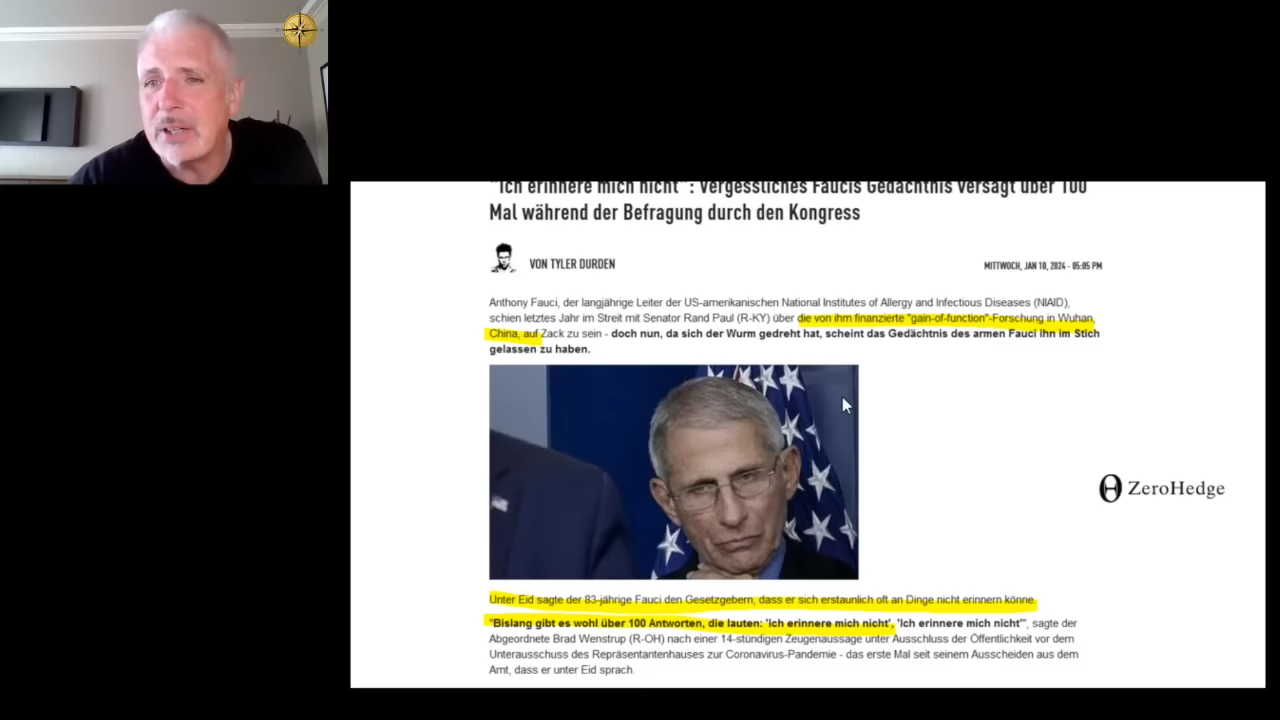 "Ich erinnere mich nicht" : Vergessliches Faucis Gedächtnis versagt über 100
Mal während der Befragung durch den Kongress
VON TYLER DURDEN
MITTWOCH, JAN 10, 2024 - 05:05 PM
Anthony Fauci, der langjährige Leiter der US-amerikanischen National Institutes of Allergy and Infectious Diseases (NIAID),
schien letztes Jahr im Streit mit Senator Rand Paul (R-KY) über die von ihm finanzierte "gain-of-function"-Forschung in Wuhan,
China, auf Zack zu sein - doch nun, da sich der Wurm gedreht hat, scheint das Gedächtnis des armen Fauci ihn im Stich
gelassen zu haben.
ZeroHedge
Unter Eid sagte der 83-jährige Fauci den Gesetzgebern, dass er sich erstaunlich oft an Dinge nicht erinnern könne.
"Bislang gibt es wohl über 100 Antworten, die lauten: 'Ich erinnere mich nicht', 'Ich erinnere mich nicht'", sagte der
Abgeordnete Brad Wenstrup (R-OH) nach einer 14-stündigen Zeugenaussage unter Ausschluss der Öffentlichkeit vor dem
Unterausschuss des Repräsentantenhauses zur Coronavirus-Pandemie - das erste Mal seit seinem Ausscheiden aus dem
Amt, dass er unter Eid sprach.